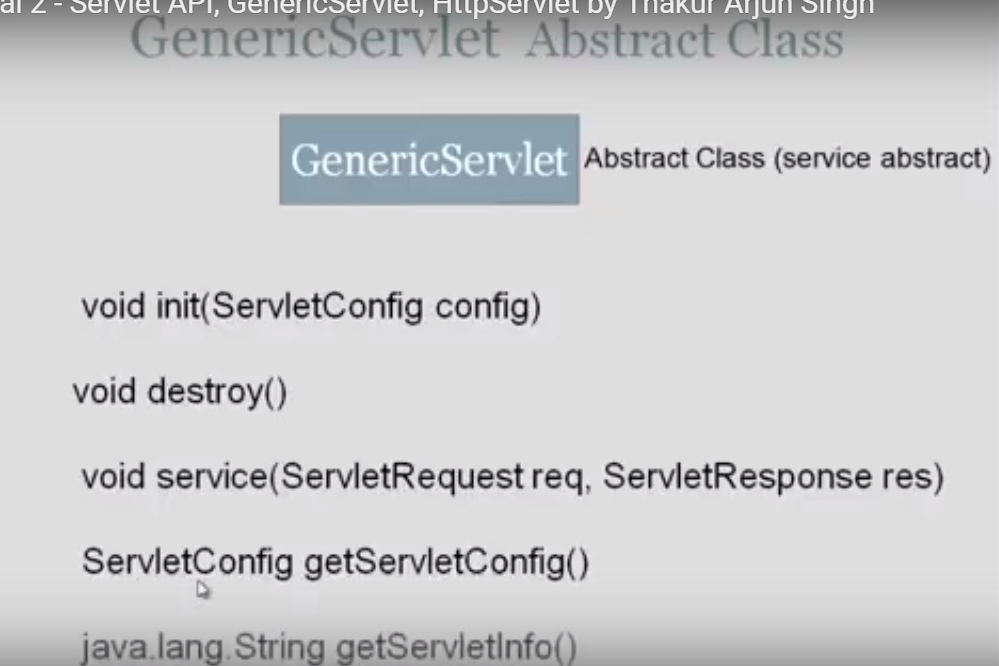 al 2 - Servlet API, GenericServlet, HttpServlet by Thakur Arjun Singh
GenericServlet Abstract Class
GenericServlet Abstract Class (service abstract)
void init(ServletConfig config)
void destroy()
void service(ServletRequest req, ServletResponse res)
ServletConfig getServletConfig()
java.lang.String getServletInfo()